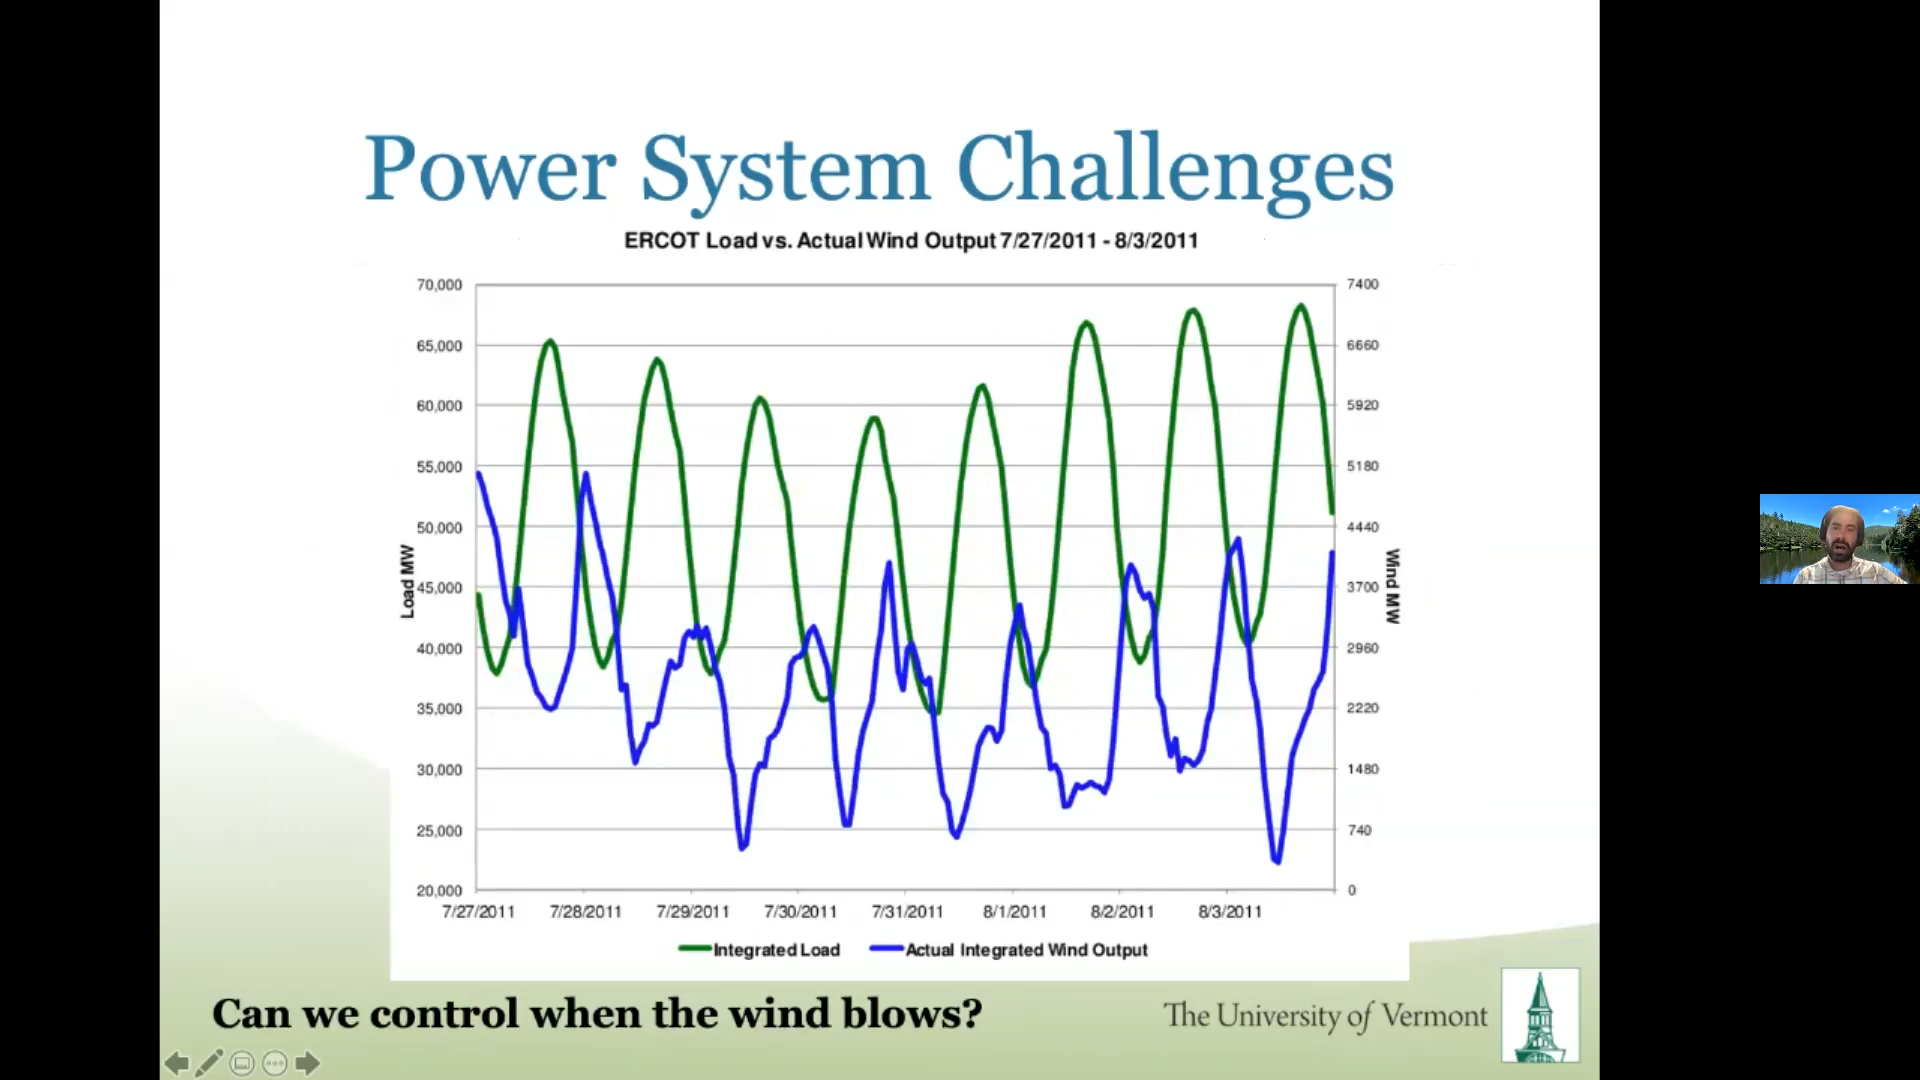 Power System Challenges
ERCOT Load vs. Actual Wind Output 7/27/2011 - 8/3/2011
70,000
65,000
60,000
55,000
50,000
45,000
40,000
35,000
30,000
25,000
20,000
Load MW
7400
6660
5920
5180
4440
3700
2960
2220
1480
740
0
Wind MW
7/27/2011 7/28/2011 7/29/2011 7/30/2011 7/31/2011 8/1/2011 8/2/2011 8/3/2011
Integrated Load Actual Integrated Wind Output
Can we control when the wind blows?
The University of Vermont